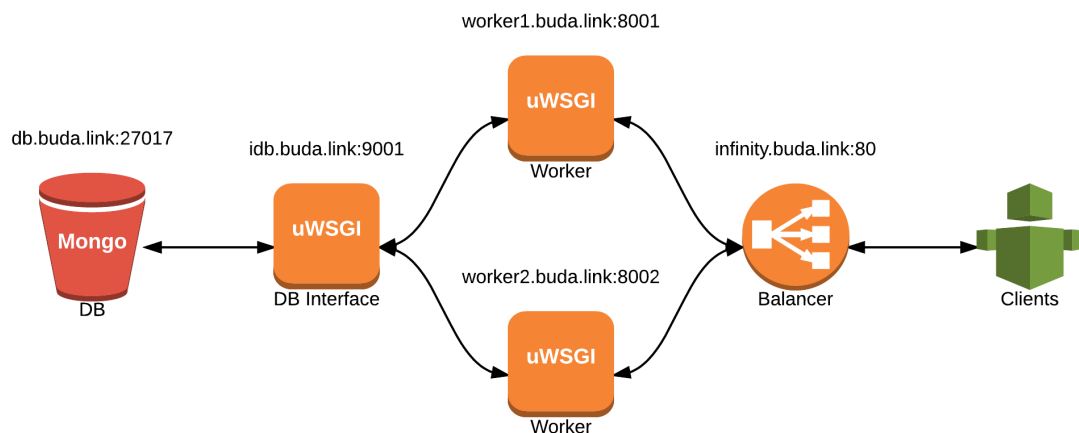 worker1.buda.link:8001
uWSGI
Worker
db.buda.link:27017
Mongo
DB
idb.buda.link:9001
uWSGI
DB Interface
infinity.buda.link:80
Balancer
Clients
worker2.buda.link:8002
uWSGI
Worker